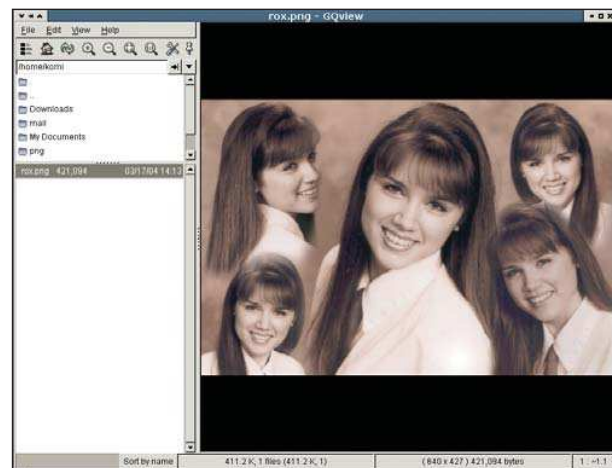 rox.png - GQview
File Edit View Help
/home/komi
..
Downloads
mail
My Documents
png
rox.png 421,094 03/17/04 14:13
Sort by name 411.2 K, 1 files (411.2 K, 1) ( 640 x 427 ) 421,094 bytes 1 : ~1.1